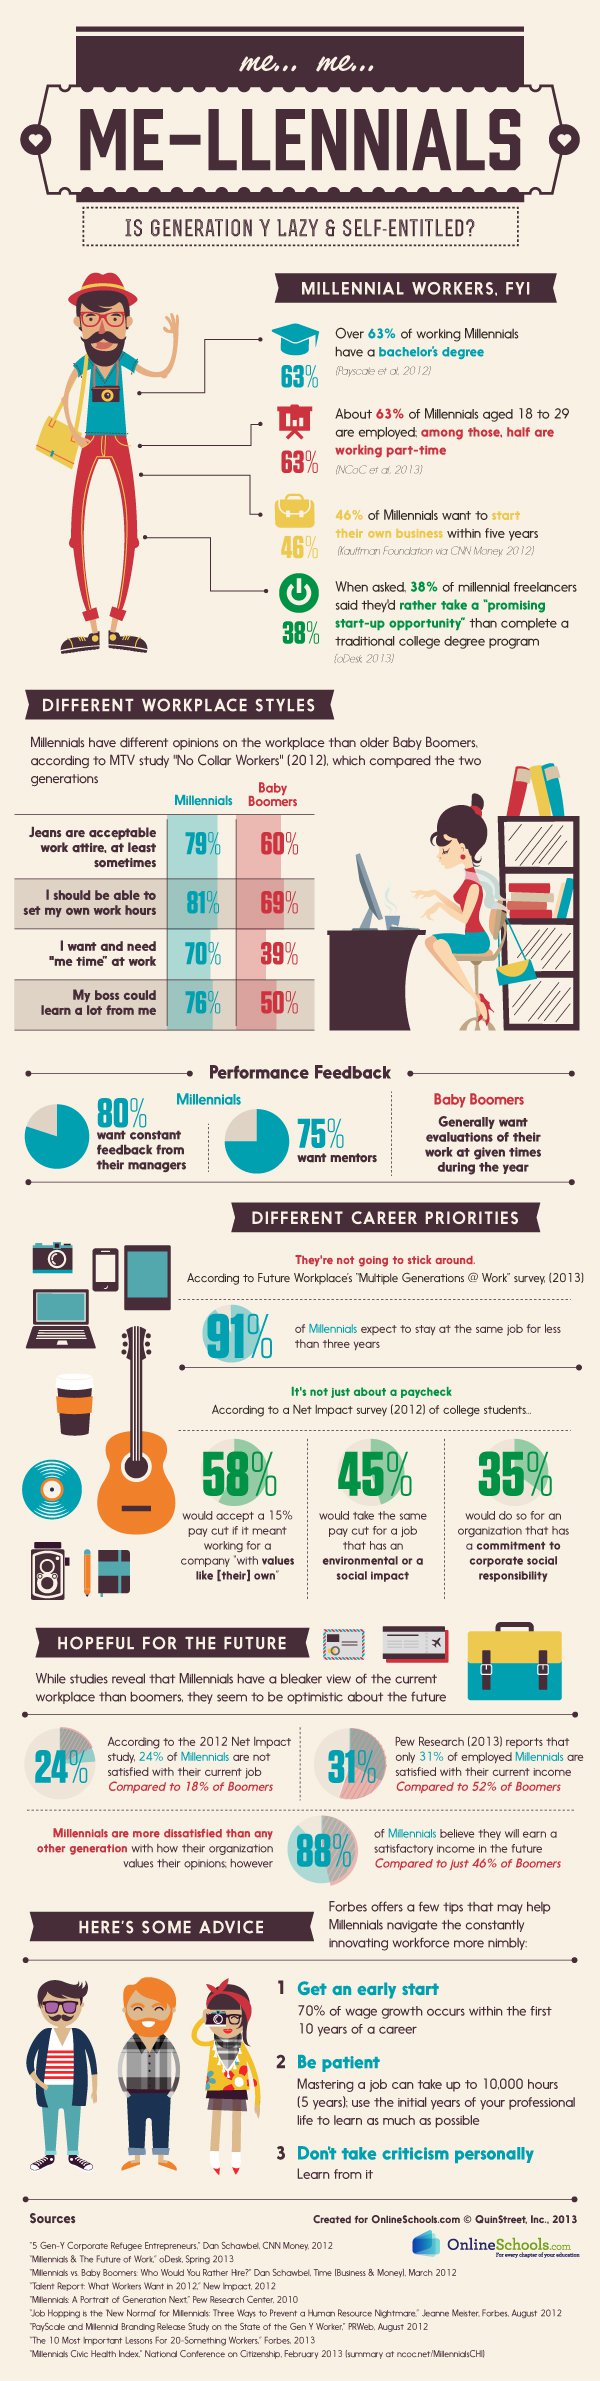 me... me...
ME-LLENNIALS
IS GENERATION Y LAZY & SELF-ENTITLED?
MILLENNIAL WORKERS, FYI
63%
Over 63% of working Millennials
have a bachelor's degree
(Payscale et al. 2012)
63%
About 63% of Millennials aged 18 to 29
are employed; among those, half are
working part-time
(NCoC et al. 2013)
46%
46% of Millennials want to start
their own business within five years
(Kauffman Foundation via CNN Money, 2012)
38%
When asked, 38% of millennial freelancers
said they'd rather take a "promising
start-up opportunity" than complete a
traditional college degree program
(oDesk, 2013)
DIFFERENT WORKPLACE STYLES
Millennials have different opinions on the workplace than older Baby Boomers,
according to MTV study "No Collar Workers" (2012), which compared the two
generations
Millennials
Baby
Boomers
Jeans are acceptable
work attire, at least
sometimes
79% 60%
I should be able to
set my own work hours
81% 69%
I want and need
"me time" at work
70% 39%
My boss could
learn a lot from me
76% 50%
Performance Feedback
Millennials
80%
want constant
feedback from
their managers
75%
want mentors
Baby Boomers
Generally want
evaluations of their
work at given times
during the year
DIFFERENT CAREER PRIORITIES
They're not going to stick around.
According to Future Workplace's "Multiple Generations @ Work" survey, (2013)
91%
of Millennials expect to stay at the same job for less
than three years
It's not just about a paycheck
According to a Net Impact survey (2012) of college students...
58%
would accept a 15%
pay cut if it meant
working for a
company "with values
like [their] own"
45%
would take the same
pay cut for a job
that has an
environmental or a
social impact
35%
would do so for an
organization that has
a commitment to
corporate social
responsibility
HOPEFUL FOR THE FUTURE
While studies reveal that Millennials have a bleaker view of the current
workplace than boomers, they seem to be optimistic about the future
24%
According to the 2012 Net Impact
study, 24% of Millennials are not
satisfied with their current job
Compared to 18% of Boomers
31%
Pew Research (2013) reports that
only 31% of employed Millennials are
satisfied with their current income
Compared to 52% of Boomers
Millennials are more dissatisfied than any
other generation with how their organization
values their opinions; however
88%
of Millennials believe they will earn a
satisfactory income in the future
Compared to just 46% of Boomers
HERE'S SOME ADVICE
Forbes offers a few tips that may help
Millennials navigate the constantly
innovating workforce more nimbly:
1 Get an early start
70% of wage growth occurs within the first
10 years of a career
2 Be patient
Mastering a job can take up to 10,000 hours
(5 years); use the initial years of your professional
life to learn as much as possible
3 Don't take criticism personally
Learn from it
Sources
Created for OnlineSchools.com © QuinStreet, Inc., 2013
OnlineSchools.com
For every chapter of your education
"5 Gen-Y Corporate Refugee Entrepreneurs," Dan Schawbel, CNN Money, 2012
"Millennials & The Future of Work," oDesk, Spring 2013
"Millennials vs. Baby Boomers: Who Would You Rather Hire?" Dan Schawbel, Time (Business & Money), March 2012
"Talent Report: What Workers Want in 2012," New Impact, 2012
"Millennials: A Portrait of Generation Next," Pew Research Center, 2010
"Job Hopping is the 'New Normal' for Millennials: Three Ways to Prevent a Human Resource Nightmare," Jeanne Meister, Forbes, August 2012
"PayScale and Millennial Branding Release Study on the State of the Gen Y Worker," PRWeb, August 2012
"The 10 Most Important Lessons For 20-Something Workers," Forbes, 2013
"Millennials Civic Health Index," National Conference on Citizenship, February 2013 (summary at ncoc.net/MillennialsCHI)